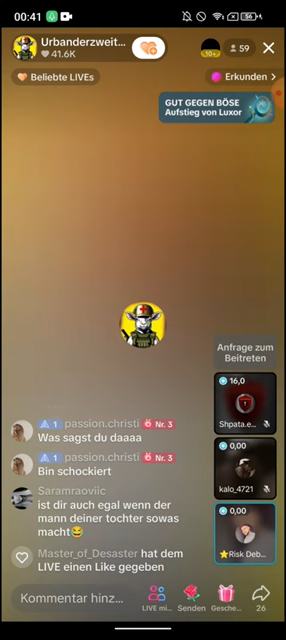 00:41
56
Urbanderzweit...
41.6K
10+
59
Beliebte LIVEs
Erkunden >
GUT GEGEN BÖSE
Aufstieg von Luxor
Anfrage zum
Beitreten
16,0
Shpata.e...
0,00
kalo_4721
0,00
Risk Deb...
1 passion.christi Nr. 3
Was sagst du daaaa
1 passion.christi Nr. 3
Bin schockiert
Saramraoviic
ist dir auch egal wenn der
mann deiner tochter sowas
macht😂
Master_of_Desaster hat dem
LIVE einen Like gegeben
Kommentar hinz...
LIVE mi...
Senden
Gesche...
26